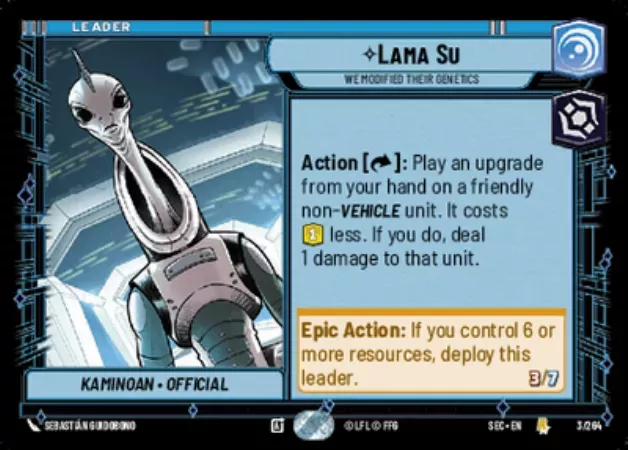 LEADER
LAMA SU
WE MODIFIED THEIR GENETICS
Action [ ]: Play an upgrade
from your hand on a friendly
non-VEHICLE unit. It costs
1 less. If you do, deal
1 damage to that unit.
Epic Action: If you control 6 or
more resources, deploy this
leader.
3/7
KAMINOAN • OFFICIAL
SEBASTIÁN GUIDOBONO
©LFL ©FFG
SEC • EN
3/264